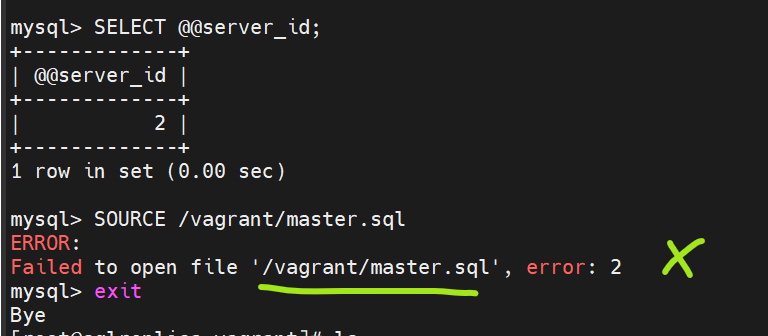 mysql> SELECT @@server_id;
+-------------+
| @@server_id |
+-------------+
|           2 |
+-------------+
1 row in set (0.00 sec)
mysql> SOURCE /vagrant/master.sql
ERROR:
Failed to open file '/vagrant/master.sql', error: 2
mysql> exit
Bye